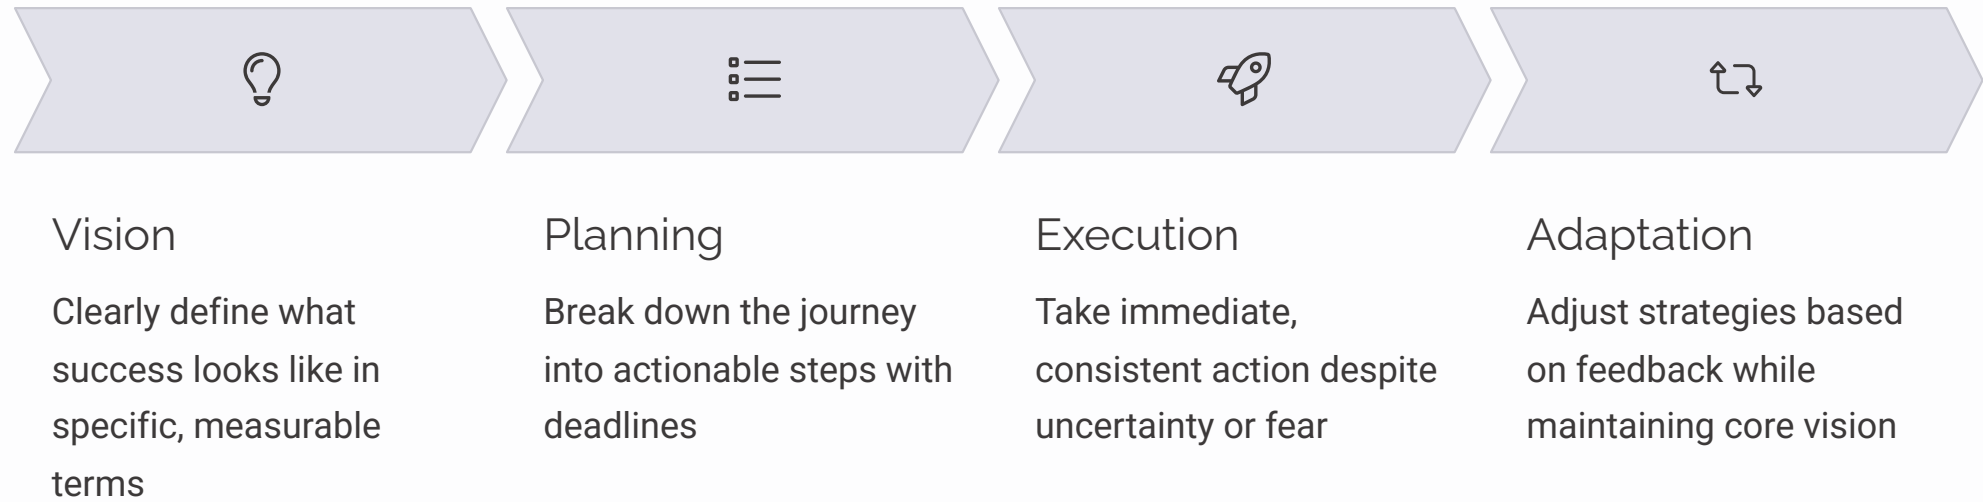 Vision
Clearly define what
success looks like in
specific, measurable
terms
Planning
Break down the journey
into actionable steps with
deadlines
Execution
Take immediate,
consistent action despite
uncertainty or fear
Adaptation
Adjust strategies based
on feedback while
maintaining core vision